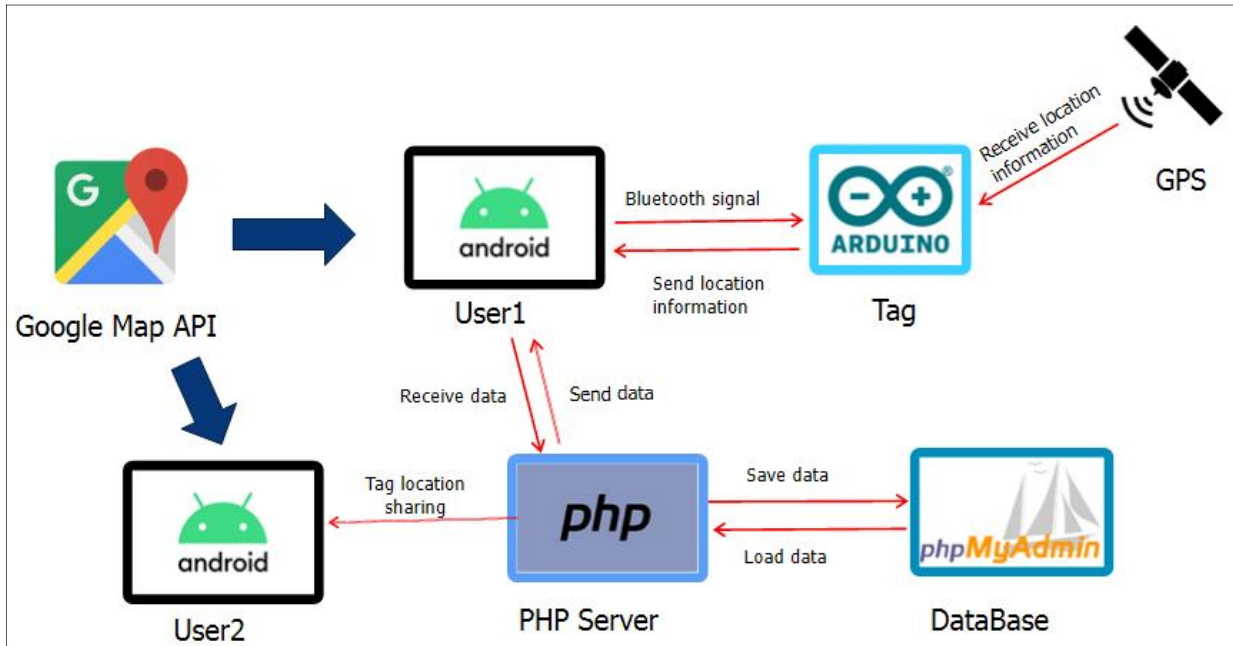 Receive location
information
GPS
G
android
Bluetooth signal
®
ARDUINO
Send location
information
Google Map API
User1
Tag
Receive data
Send data
android
Tag location
sharing
php
Save data
Load data
phpMyAdmin
User2
PHP Server
DataBase